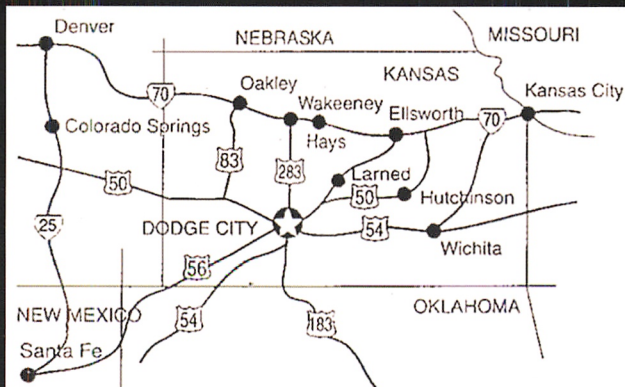 Denver
NEBRASKA
MISSOURI
KANSAS
Oakley
Kansas City
70
Wakeeney
Ellsworth
70
Colorado Springs
Hays
83
283
Larned
50
50
Hutchinson
25
DODGE CITY
54
Wichita
56
NEW MEXICO
54
183
OKLAHOMA
Santa Fe